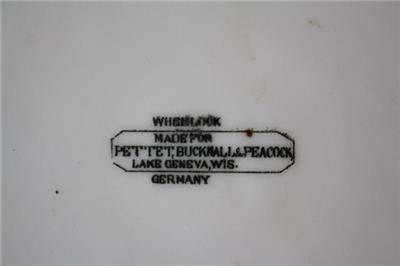 WHEELOCK
MADE FOR
PETTET, BUCKNALL & PEACOCK
LAKE GENEVA, WIS.
GERMANY